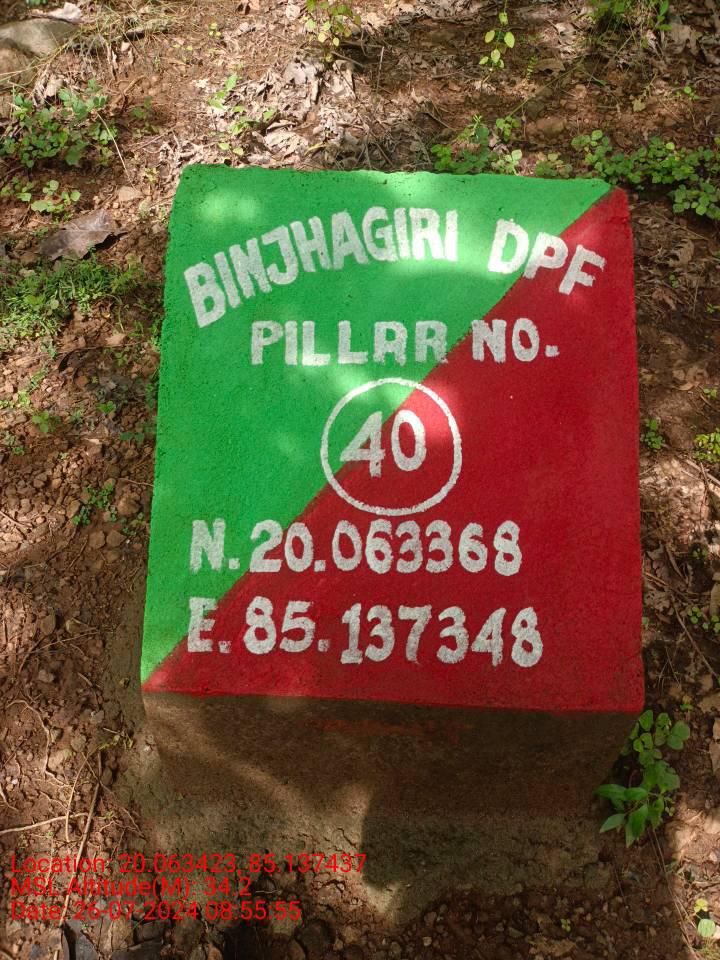 BINJHAGIRI DPF
PILLAR NO.
40
N. 20.063368
E. 85.137348
Location: 20.063423, 85.137437
MSL Altitude(M): 34.2
Date: 26-07-2024 08:55:55